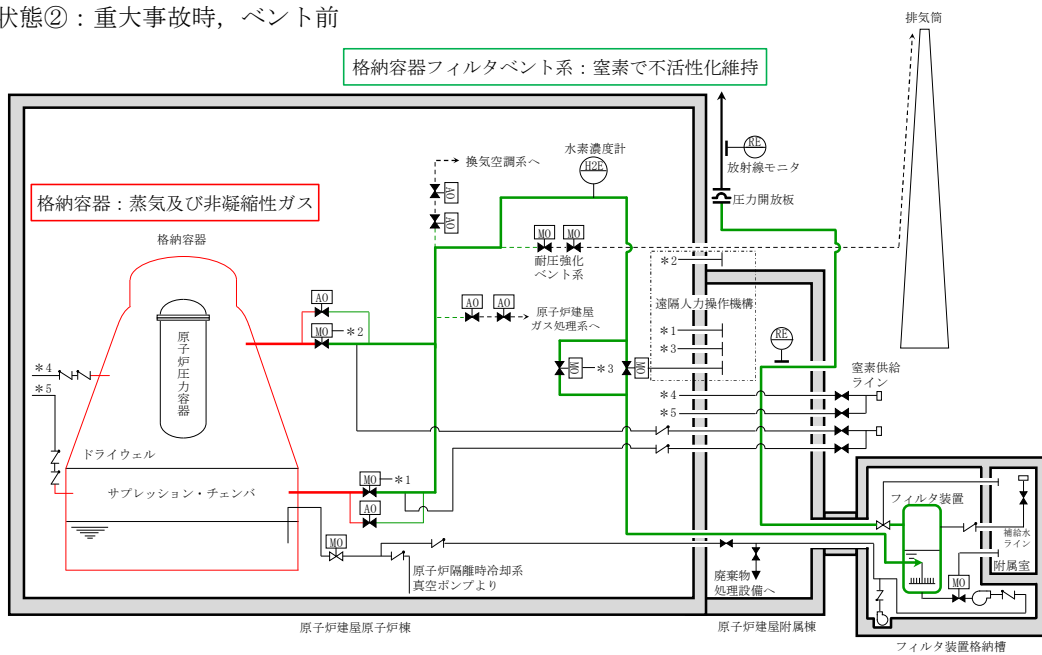 状態②：重大事故時，ベント前
排気筒
格納容器フィルタベント系：窒素で不活性化維持
水素濃度計
H2E
RE
放射線モニタ
換気空調系へ
AO
AO
圧力開放板
格納容器：蒸気及び非凝縮性ガス
格納容器
MO
MO
耐圧強化
ベント系
＊2
遠隔人力操作機構
AO
AO
AO
原子炉建屋
ガス処理系へ
MO
＊2
＊1
RE
原子炉圧力容器
＊3
MO
＊3
MO
窒素供給
ライン
＊4
＊5
＊4
＊5
ドライウェル
サプレッション・チェンバ
MO
＊1
AO
フィルタ装置
補給水
ライン
附属室
MO
MO
原子炉隔離時冷却系
真空ポンプより
廃棄物
処理設備へ
原子炉建屋原子炉棟
原子炉建屋附属棟
フィルタ装置格納槽